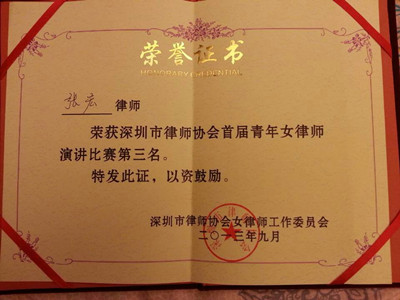 荣誉证书
HONORARY CREDENTIAL
张宏 律师
荣获深圳市律师协会首届青年女律师
演讲比赛第三名。
特发此证，以资鼓励。
深圳市律师协会女律师工作委员会
二〇一三年九月